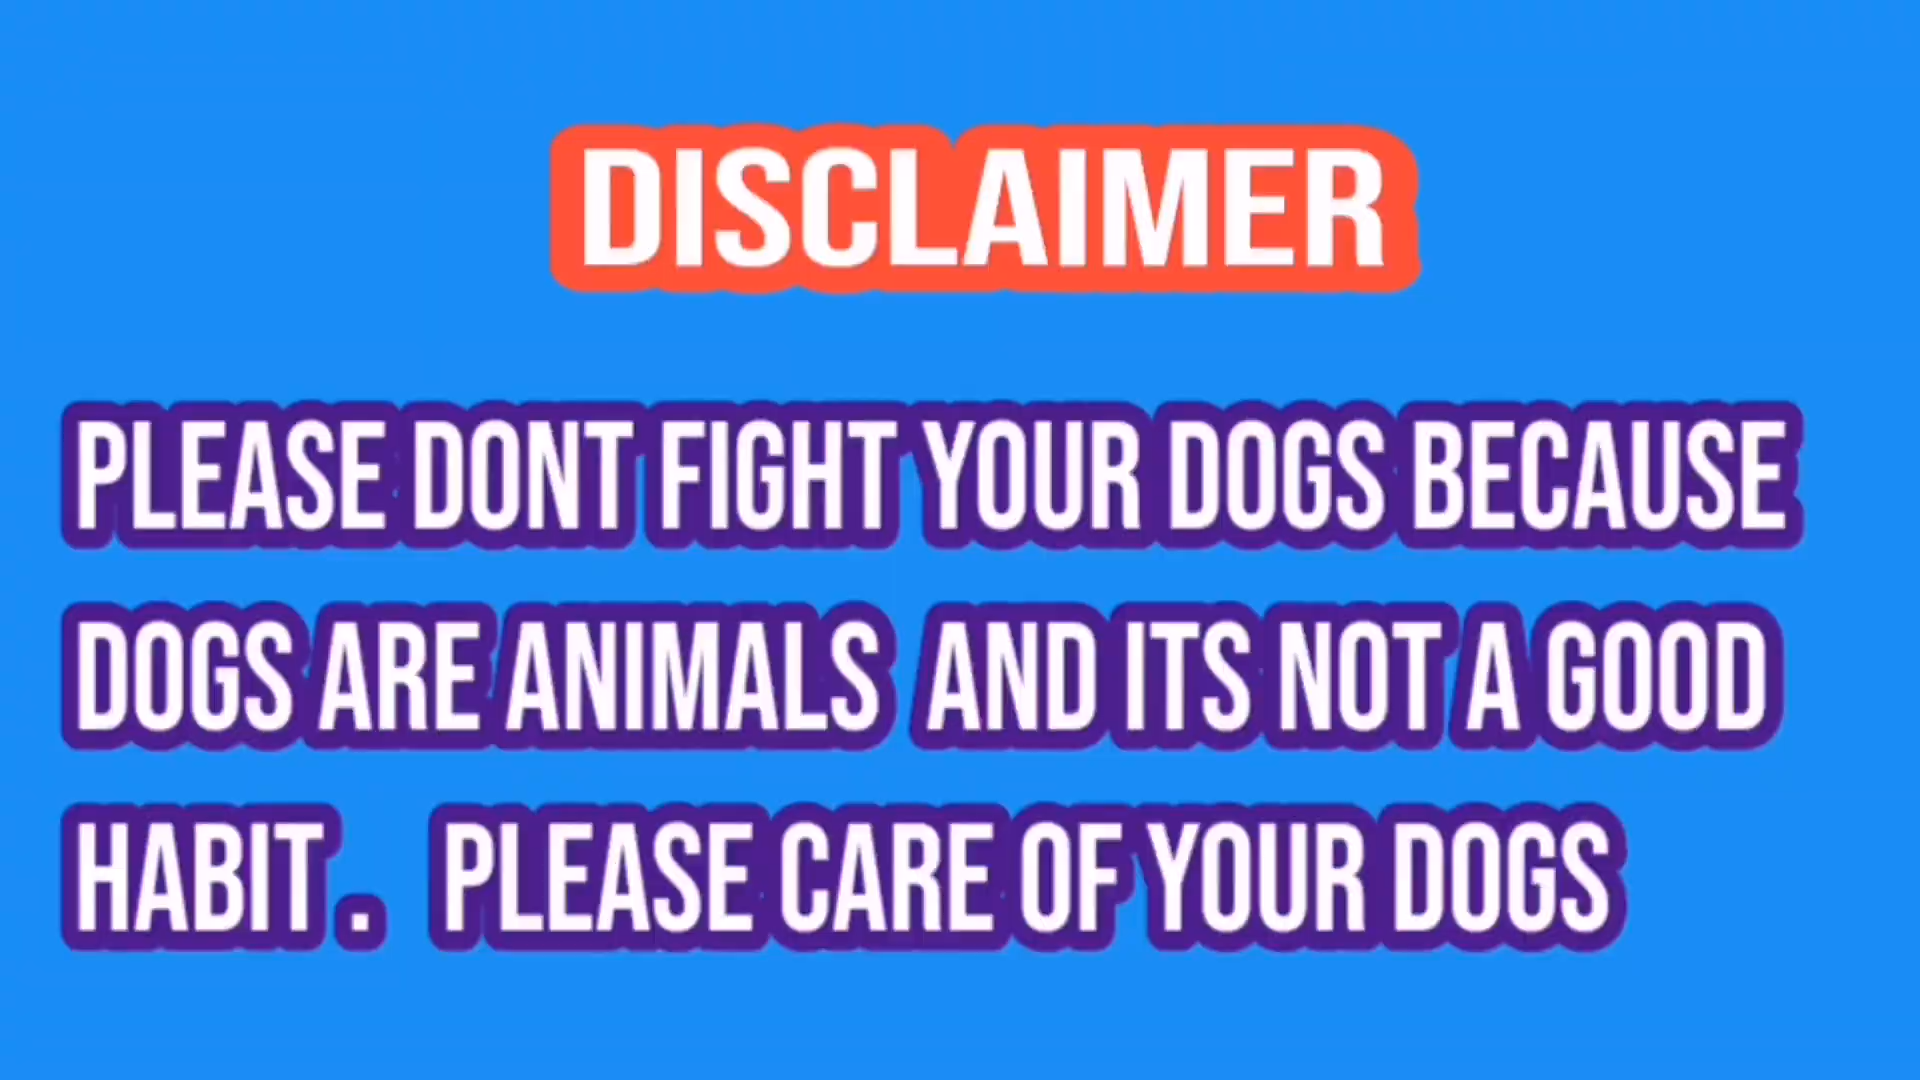 DISCLAIMER
PLEASE DONT FIGHT YOUR DOGS BECAUSE
DOGS ARE ANIMALS AND ITS NOT A GOOD
HABIT. PLEASE CARE OF YOUR DOGS